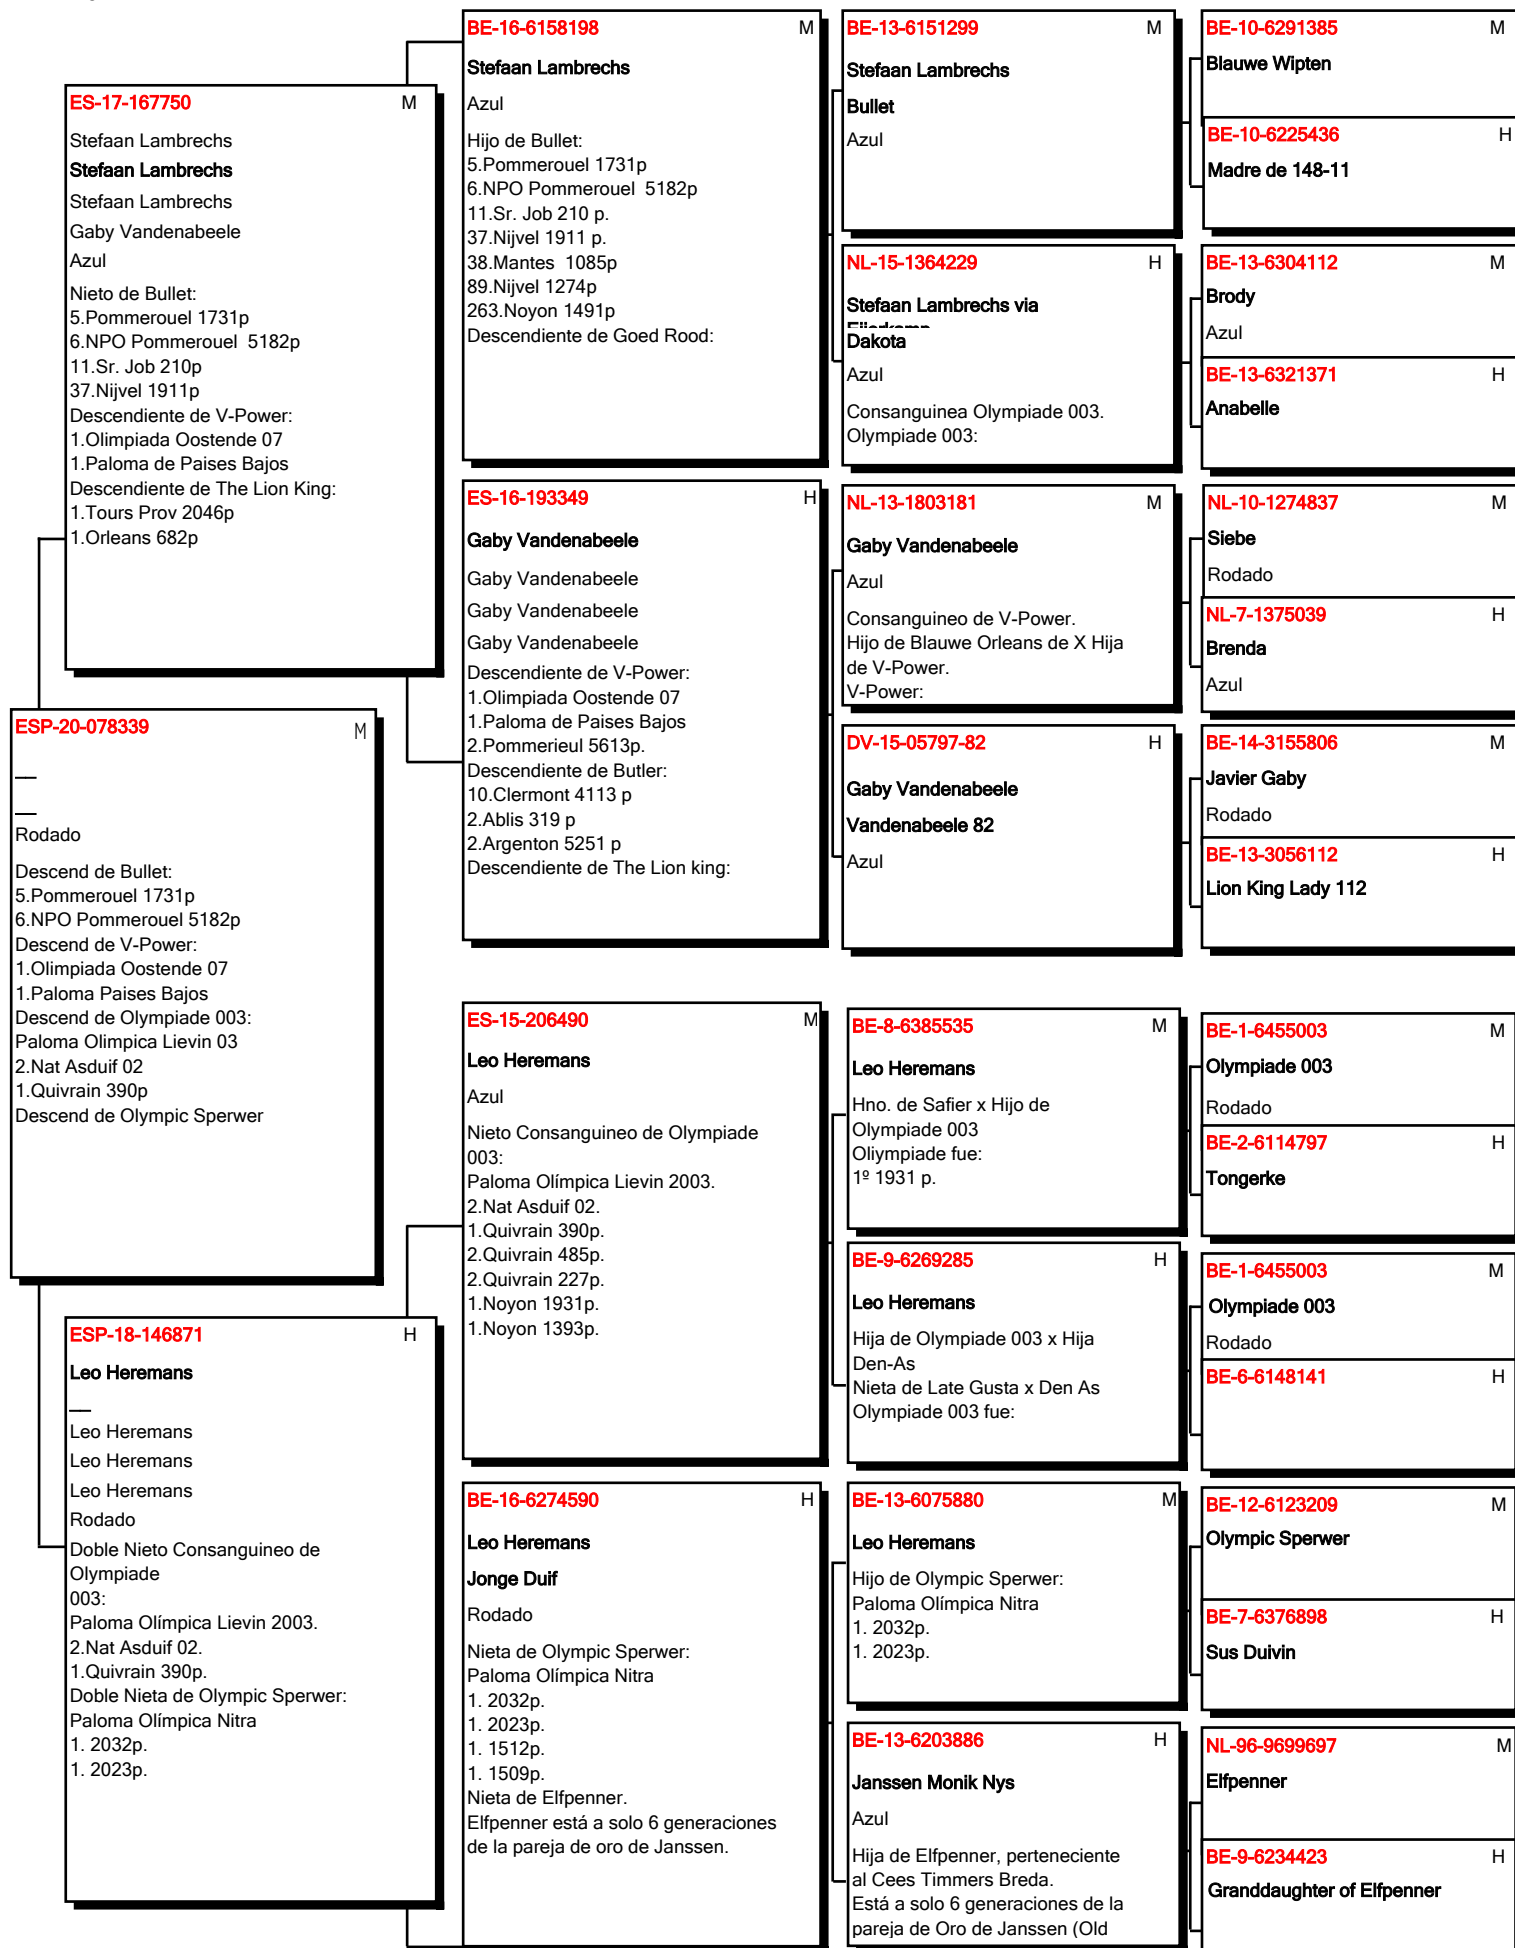 BE-16-6158198 M
Stefaan Lambrechs
Azul
Hijo de Bullet:
5.Pommerouel 1731p
6.NPO Pommerouel 5182p
11.Sr. Job 210 p.
37.Nijvel 1911 p.
38.Mantes 1085p
89.Nijvel 1274p
263.Noyon 1491p
Descendiente de Goed Rood:
BE-13-6151299 M
Stefaan Lambrechs
Bullet
Azul
BE-10-6291385 M
Blauwe Wipten
BE-10-6225436 H
Madre de 148-11
ES-17-167750 M
Stefaan Lambrechs
Stefaan Lambrechs
Stefaan Lambrechs
Gaby Vandenabeele
Azul
Nieto de Bullet:
5.Pommerouel 1731p
6.NPO Pommerouel 5182p
11.Sr. Job 210p
37.Nijvel 1911p
Descendiente de V-Power:
1.Olimpiada Oostende 07
1.Paloma de Paises Bajos
Descendiente de The Lion King:
1.Tours Prov 2046p
1.Orleans 682p
NL-15-1364229 H
Stefaan Lambrechs via
Dakota
Azul
Consanguinea Olympiade 003.
Olympiade 003:
BE-13-6304112 M
Brody
Azul
BE-13-6321371 H
Anabelle
ES-16-193349 H
Gaby Vandenabeele
Gaby Vandenabeele
Gaby Vandenabeele
Gaby Vandenabeele
Descendiente de V-Power:
1.Olimpiada Oostende 07
1.Paloma de Paises Bajos
2.Pommerieul 5613p.
Descendiente de Butler:
10.Clermont 4113 p
2.Ablis 319 p
2.Argenton 5251 p
Descendiente de The Lion king:
NL-13-1803181 M
Gaby Vandenabeele
Azul
Consanguineo de V-Power.
Hijo de Blauwe Orleans de X Hija
de V-Power.
V-Power:
NL-10-1274837 M
Siebe
Rodado
NL-7-1375039 H
Brenda
Azul
DV-15-05797-82 H
Gaby Vandenabeele
Vandenabeele 82
Azul
BE-14-3155806 M
Javier Gaby
Rodado
BE-13-3056112 H
Lion King Lady 112
ESP-20-078339 M
__
__
Rodado
Descend de Bullet:
5.Pommerouel 1731p
6.NPO Pommerouel 5182p
Descend de V-Power:
1.Olimpiada Oostende 07
1.Paloma Paises Bajos
Descend de Olympiade 003:
Paloma Olimpica Lievin 03
2.Nat Asduif 02
1.Quivrain 390p
Descend de Olympic Sperwer
ES-15-206490 M
Leo Heremans
Azul
Nieto Consanguineo de Olympiade
003:
Paloma Olímpica Lievin 2003.
2.Nat Asduif 02.
1.Quivrain 390p.
2.Quivrain 485p.
2.Quivrain 227p.
1.Noyon 1931p.
1.Noyon 1393p.
BE-8-6385535 M
Leo Heremans
Hno. de Safier x Hijo de
Olympiade 003
Oliympiade fue:
1º 1931 p.
BE-1-6455003 M
Olympiade 003
Rodado
BE-2-6114797 H
Tongerke
BE-9-6269285 H
Leo Heremans
Hija de Olympiade 003 x Hija
Den-As
Nieta de Late Gusta x Den As
Olympiade 003 fue:
BE-1-6455003 M
Olympiade 003
Rodado
BE-6-6148141 H
ESP-18-146871 H
Leo Heremans
__
Leo Heremans
Leo Heremans
Leo Heremans
Rodado
Doble Nieto Consanguineo de
Olympiade
003:
Paloma Olímpica Lievin 2003.
2.Nat Asduif 02.
1.Quivrain 390p.
Doble Nieta de Olympic Sperwer:
Paloma Olímpica Nitra
1. 2032p.
1. 2023p.
BE-16-6274590 H
Leo Heremans
Jonge Duif
Rodado
Nieta de Olympic Sperwer:
Paloma Olímpica Nitra
1. 2032p.
1. 2023p.
1. 1512p.
1. 1509p.
Nieta de Elfpenner.
Elfpenner está a solo 6 generaciones
de la pareja de oro de Janssen.
BE-13-6075880 M
Leo Heremans
Hijo de Olympic Sperwer:
Paloma Olímpica Nitra
1. 2032p.
1. 2023p.
BE-12-6123209 M
Olympic Sperwer
BE-7-6376898 H
Sus Duivin
BE-13-6203886 H
Janssen Monik Nys
Azul
Hija de Elfpenner, perteneciente
al Cees Timmers Breda.
Está a solo 6 generaciones de la
pareja de Oro de Janssen (Old
NL-96-9699697 M
Elfpenner
BE-9-6234423 H
Granddaughter of Elfpenner